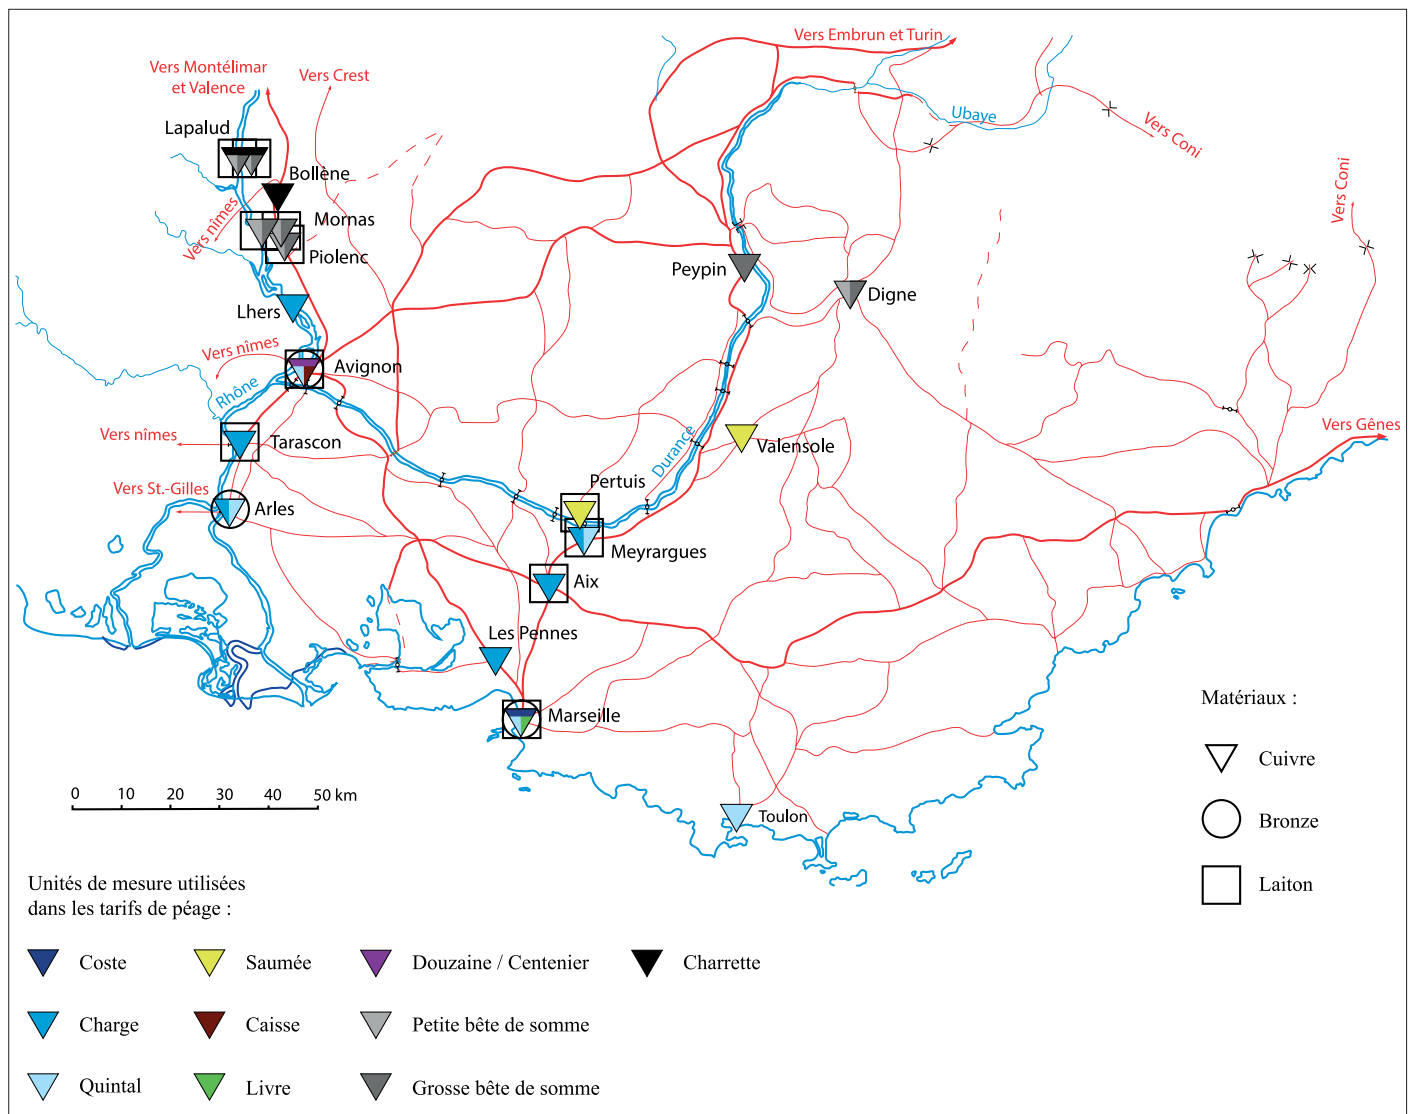 Vers Embrun et Turin
Vers Montélimar
et Valence
Vers Crest
Ubaye
Vers Coni
Lapalud
Bollène
Vers Coni
Vers nîmes
Mornas
Piolenc
Peypin
Digne
Lhers
Vers nîmes
Avignon
Rhône
Vers nîmes
Tarascon
Durance
Valensole
Vers Gênes
Pertuis
Vers St.-Gilles
Arles
Meyrargues
Aix
Les Pennes
Marseille
Toulon
0 10 20 30 40 50 km
Matériaux :
Cuivre
Bronze
Laiton
Unités de mesure utilisées
dans les tarifs de péage :
Coste
Saumée
Douzaine / Centenier
Charrette
Charge
Caisse
Petite bête de somme
Quintal
Livre
Grosse bête de somme